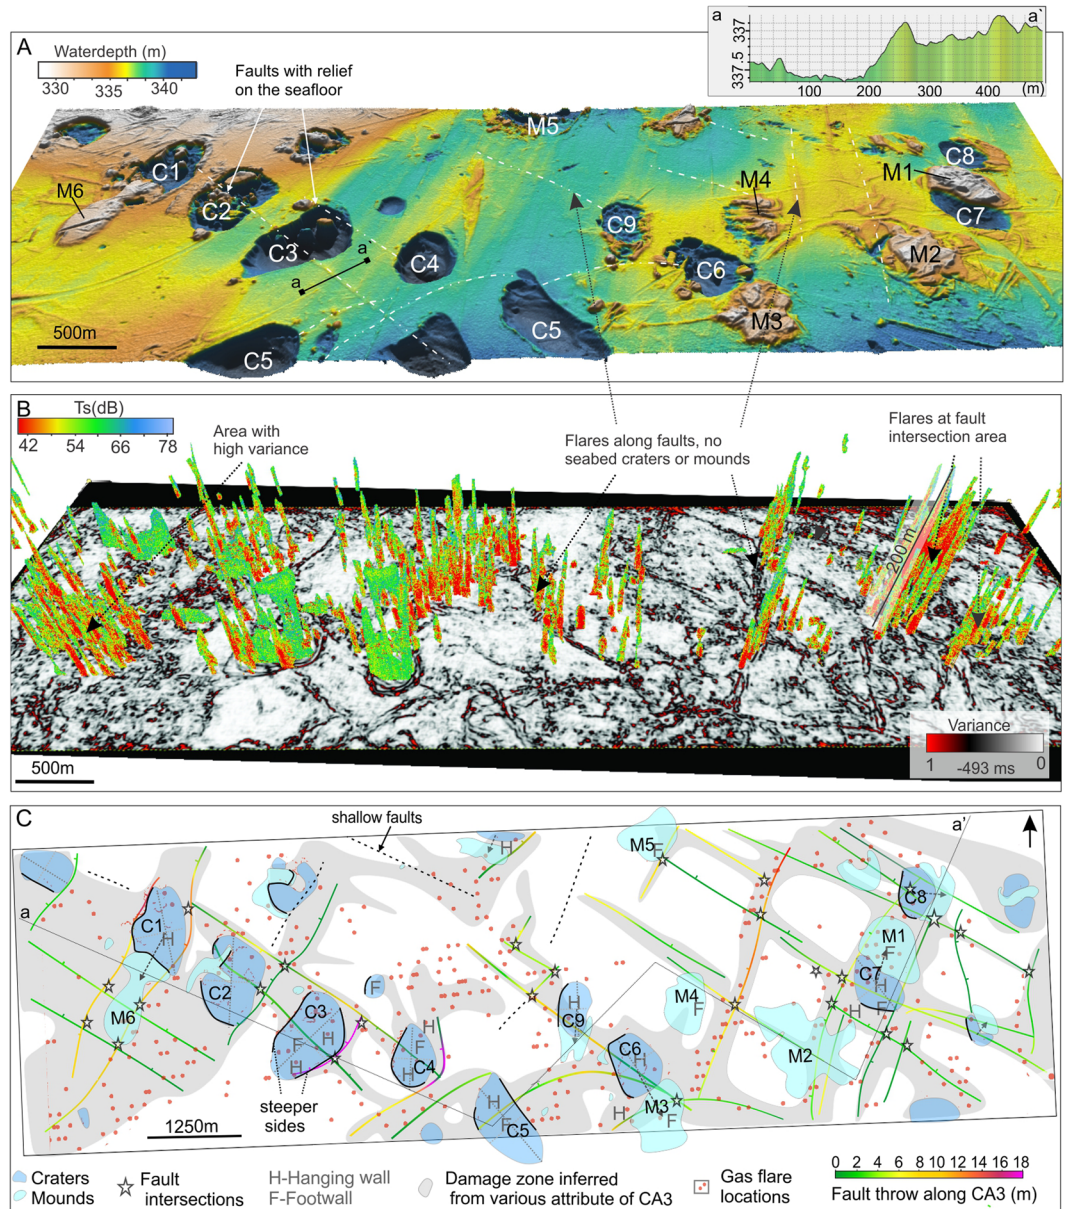 a a`
337
337.5
100 200 300 400 (m)
A
Waterdepth (m)
330 335 340
Faults with relief
on the seafloor
M5
C1
C8
M1
M6
M4
C2
C7
C9
C3
M2
a`
C4
C6
a
M3
C5
C5
500m
B
Ts(dB)
42 54 66 78
Area with
high variance
Flares along faults, no
seabed craters or mounds
Flares at fault
intersection area
200 m
Variance
1 -493 ms 0
500m
C
shallow faults
a'
H
M5
F
a
C8
C1
H
M1
F
C7
H
C2
F
M4
F
F
H
H
M6
C3
C9
H
H
F
H
F
C6
H
M2
H
C4
H
H
M3
F
H
F
C5
steeper
sides
1250m
Craters
Mounds
Fault
intersections
H-Hanging wall
F-Footwall
Damage zone inferred
from various attribute of CA3
Gas flare
locations
0 2 4 6 8 10 12 14 16 18
Fault throw along CA3 (m)